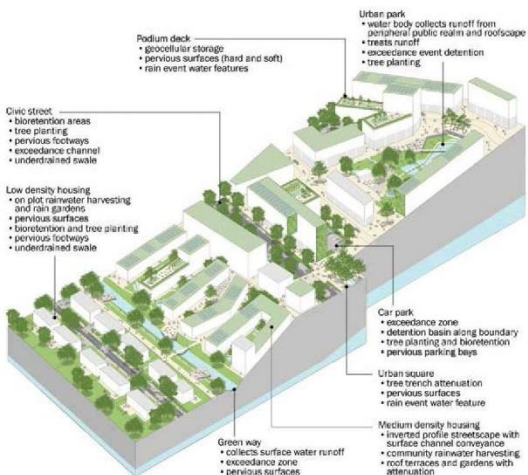 Urban park
• water body collects runoff from
peripheral public realm and roofscape
• treats runoff
• exceedance event detention
• tree planting
Podium deck
• geocellular storage
• pervious surfaces (hard and soft)
• rain event water features
Civic street
• bioretention areas
• tree planting
• pervious footways
• exceedance channel
• underdrained swale
Low density housing
• on plot rainwater harvesting
and rain gardens
• pervious surfaces
• bioretention and tree planting
• pervious footways
• underdrained swale
Car park
• exceedance zone
• detention basin along boundary
• tree planting and bioretention
• pervious parking bays
Urban square
• tree trench attenuation
• pervious surfaces
• rain event water feature
Medium density housing
• inverted profile streetscape with
surface channel conveyance
• community rainwater harvesting
• roof terraces and gardens with
attenuation
Green way
• collects surface water runoff
• exceedance zone
• pervious surfaces